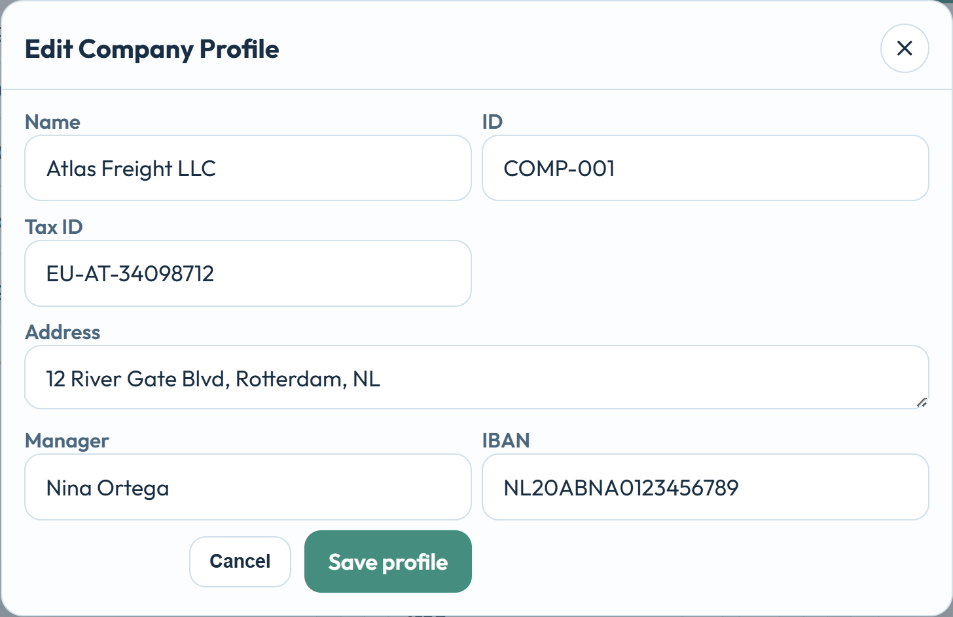 Edit Company Profile
Name
ID
Atlas Freight LLC
COMP-001
Tax ID
EU-AT-34098712
Address
12 River Gate Blvd, Rotterdam, NL
Manager
IBAN
Nina Ortega
NL20ABNA0123456789
Cancel
Save profile